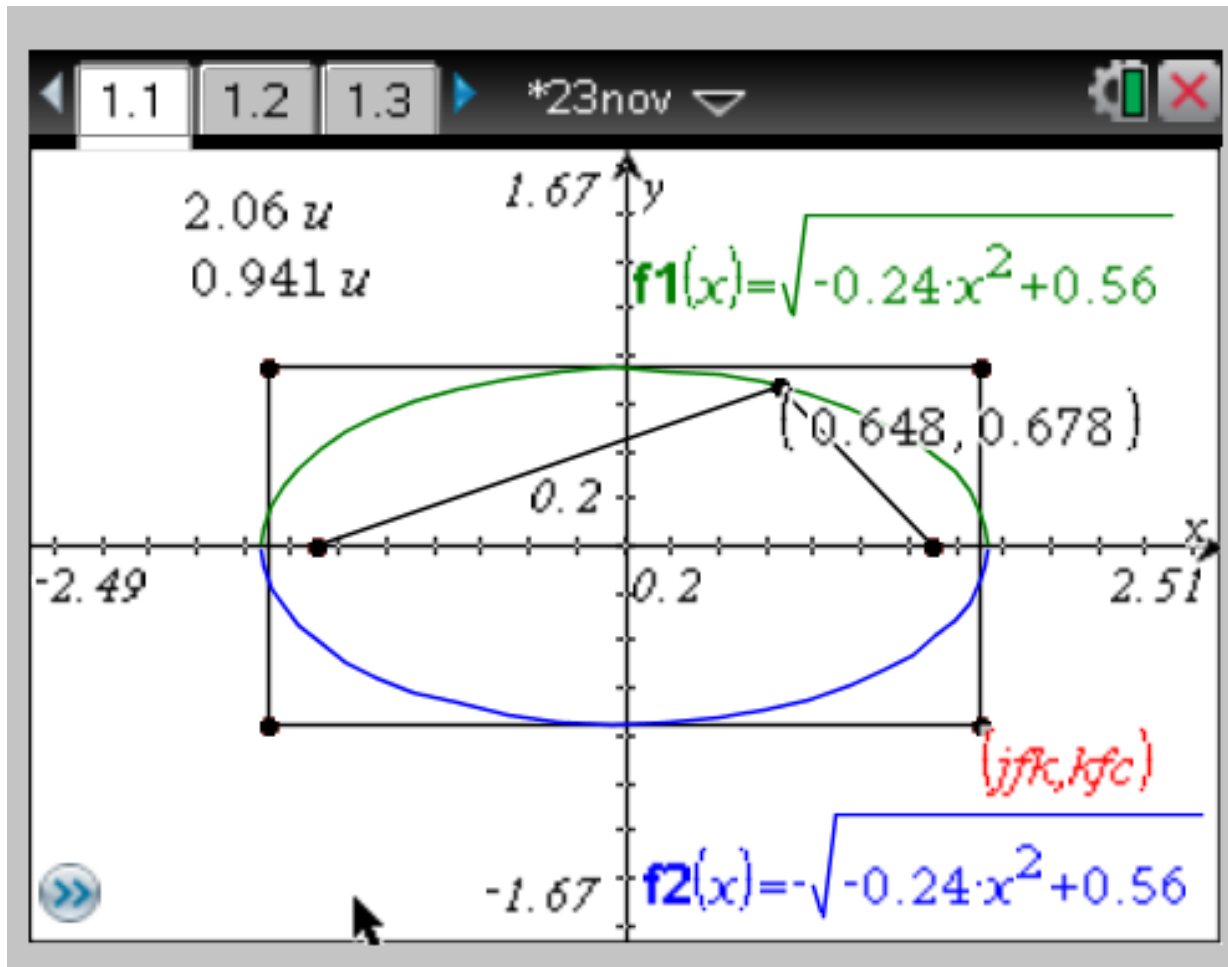 1.1 1.2 1.3 *23nov
2.06 u
1.67 y
0.941 u
f1(x)=√-0.24·x²+0.56
(0.648,0.678)
0.2
x
-2.49 0.2 2.51
(jfk,kfc)
-1.67 f2(x)=-√-0.24·x²+0.56